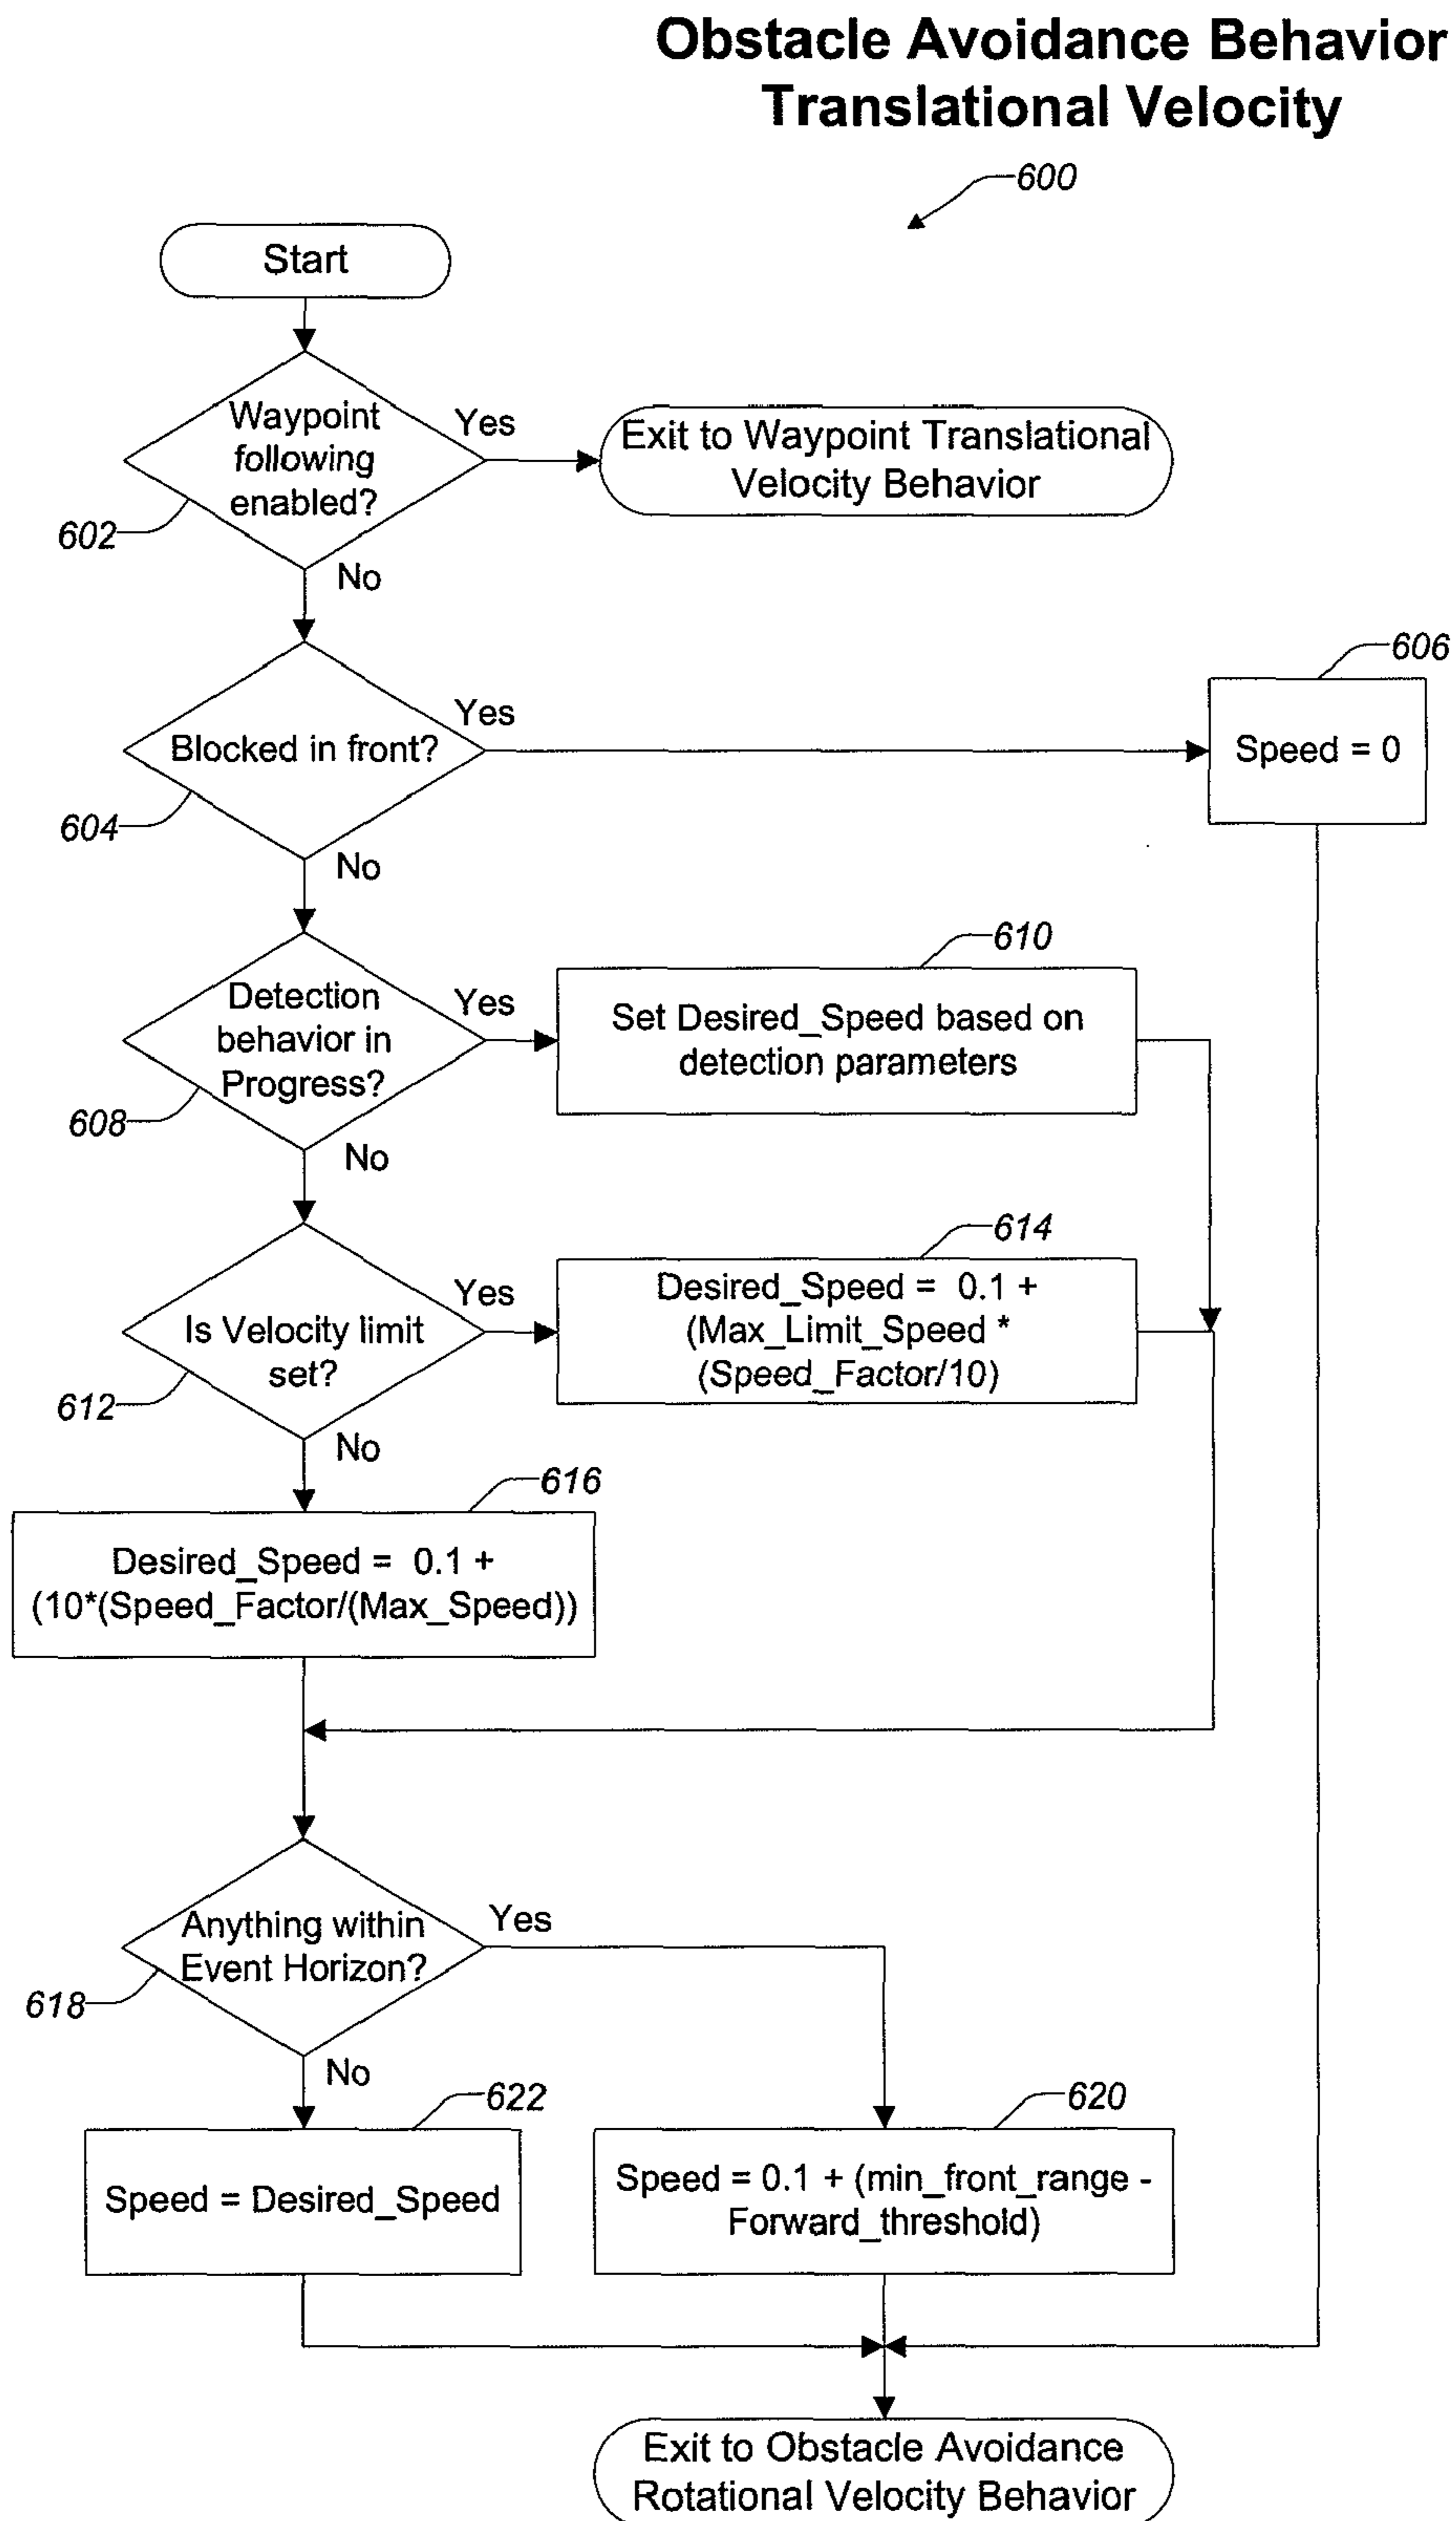 Obstacle Avoidance Behavior
Translational Velocity
600
Start
Waypoint
following
enabled?
Yes
602
No
Exit to Waypoint Translational
Velocity Behavior
Blocked in front?
Yes
604
No
606
Speed = 0
Detection
behavior in
Progress?
Yes
608
No
610
Set Desired_Speed based on
detection parameters
Is Velocity limit
set?
Yes
612
No
614
Desired_Speed = 0.1 +
(Max_Limit_Speed *
(Speed_Factor/10)
616
Desired_Speed = 0.1 +
(10*(Speed_Factor/(Max_Speed))
Anything within
Event Horizon?
Yes
618
No
622
Speed = Desired_Speed
620
Speed = 0.1 + (min_front_range -
Forward_threshold)
Exit to Obstacle Avoidance
Rotational Velocity Behavior